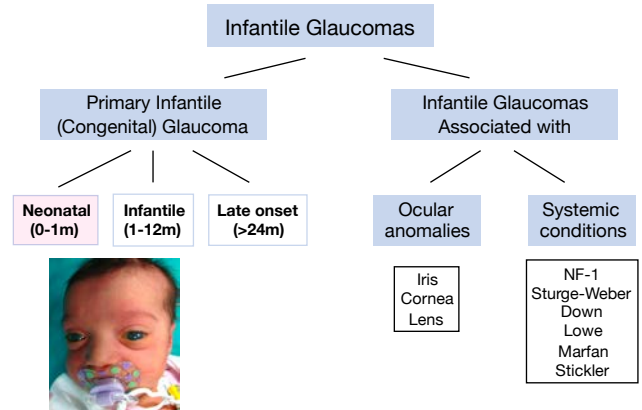 Infantile Glaucomas
Primary Infantile
(Congenital) Glaucoma
Infantile Glaucomas
Associated with
Neonatal
(0-1m)
Infantile
(1-12m)
Late onset
(>24m)
Ocular
anomalies
Systemic
conditions
Iris
Cornea
Lens
NF-1
Sturge-Weber
Down
Lowe
Marfan
Stickler